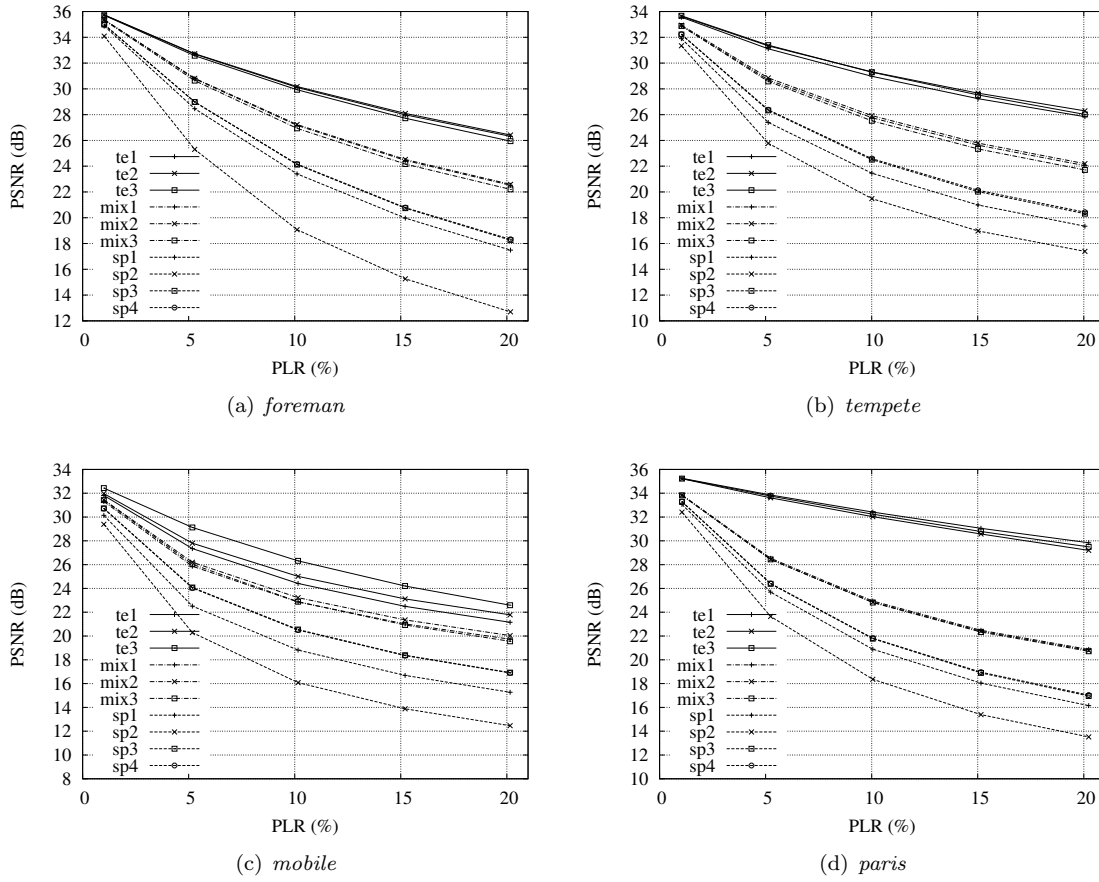 36
34
32
30
28
26
24
22
20
18
16
14
12
PSNR (dB)
te1
te2
te3
mix1
mix2
mix3
sp1
sp2
sp3
sp4
0 5 10 15 20
PLR (%)
(a) foreman
36
34
32
30
28
26
24
22
20
18
16
14
12
10
PSNR (dB)
te1
te2
te3
mix1
mix2
mix3
sp1
sp2
sp3
sp4
0 5 10 15 20
PLR (%)
(b) tempete
34
32
30
28
26
24
22
20
18
16
14
12
10
8
PSNR (dB)
te1
te2
te3
mix1
mix2
mix3
sp1
sp2
sp3
sp4
0 5 10 15 20
PLR (%)
(c) mobile
36
34
32
30
28
26
24
22
20
18
16
14
12
10
PSNR (dB)
te1
te2
te3
mix1
mix2
mix3
sp1
sp2
sp3
sp4
0 5 10 15 20
PLR (%)
(d) paris